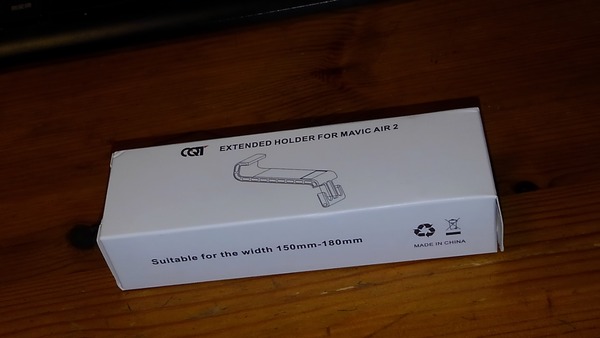 CQT EXTENDED HOLDER FOR MAVIC AIR 2
Suitable for the width 150mm-180mm
MADE IN CHINA